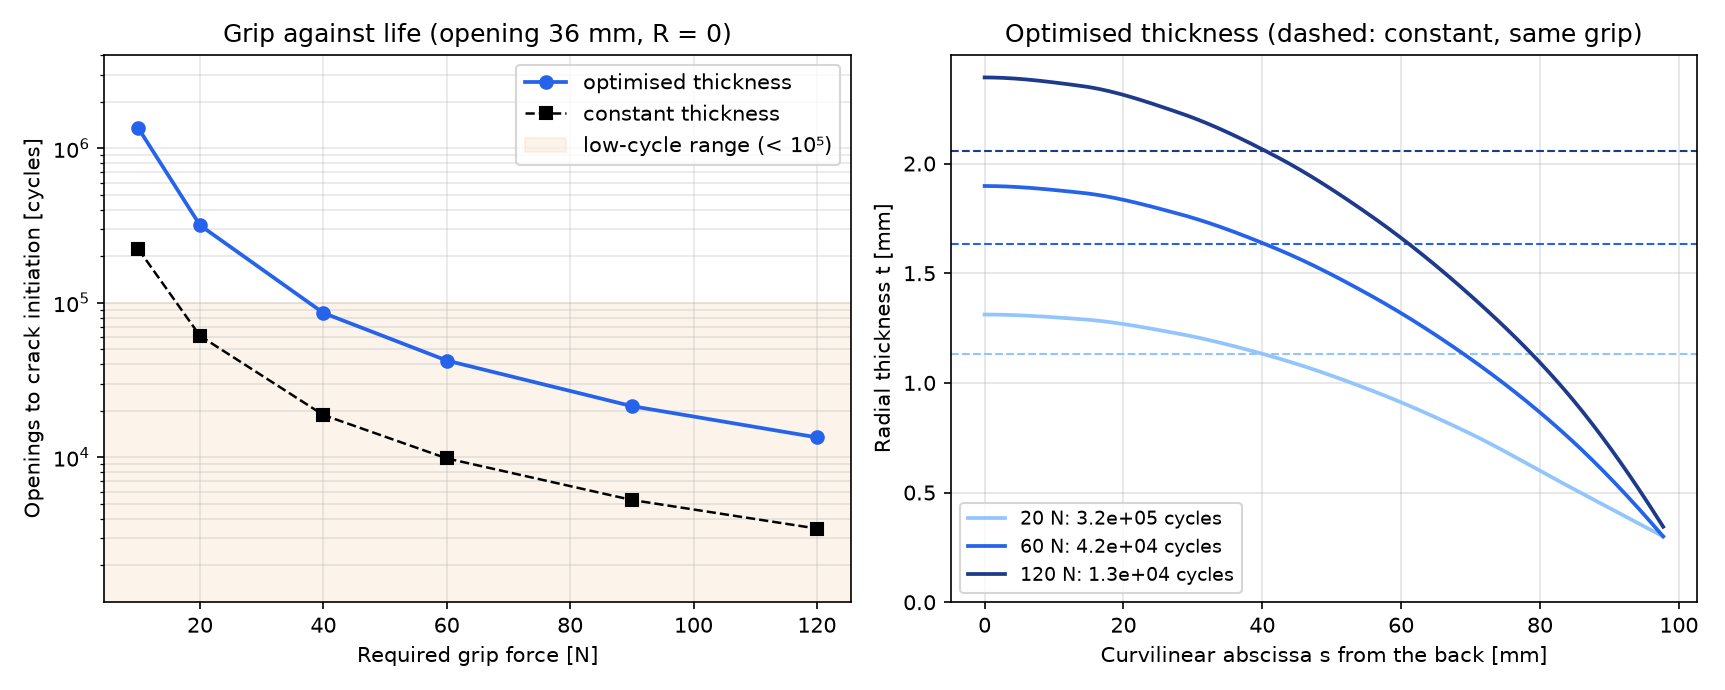 Grip against life (opening 36 mm, R = 0)
Openings to crack initiation [cycles]
10⁶
10⁵
10⁴
optimised thickness
constant thickness
low-cycle range (< 10⁵)
20 40 60 80 100 120
Required grip force [N]
Optimised thickness (dashed: constant, same grip)
Radial thickness t [mm]
2.0
1.5
1.0
0.5
0.0
20 N: 3.2e+05 cycles
60 N: 4.2e+04 cycles
120 N: 1.3e+04 cycles
0 20 40 60 80 100
Curvilinear abscissa s from the back [mm]